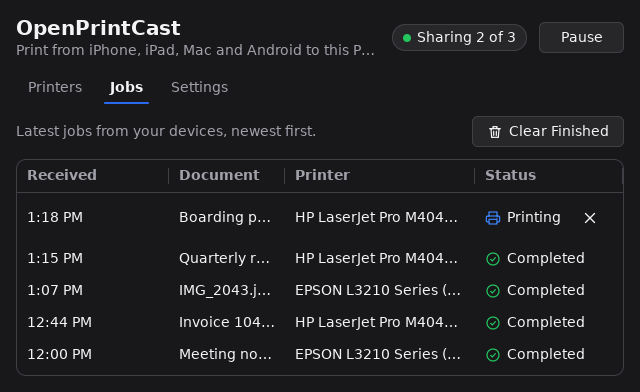 OpenPrintCast
Print from iPhone, iPad, Mac and Android to this P...
Sharing 2 of 3
Pause
Printers Jobs Settings
Latest jobs from your devices, newest first.
Clear Finished
Received Document Printer Status
1:18 PM Boarding p... HP LaserJet Pro M404... Printing
1:15 PM Quarterly r... HP LaserJet Pro M404... Completed
1:07 PM IMG_2043.j... EPSON L3210 Series (... Completed
12:44 PM Invoice 104... HP LaserJet Pro M404... Completed
12:00 PM Meeting no... EPSON L3210 Series (... Completed